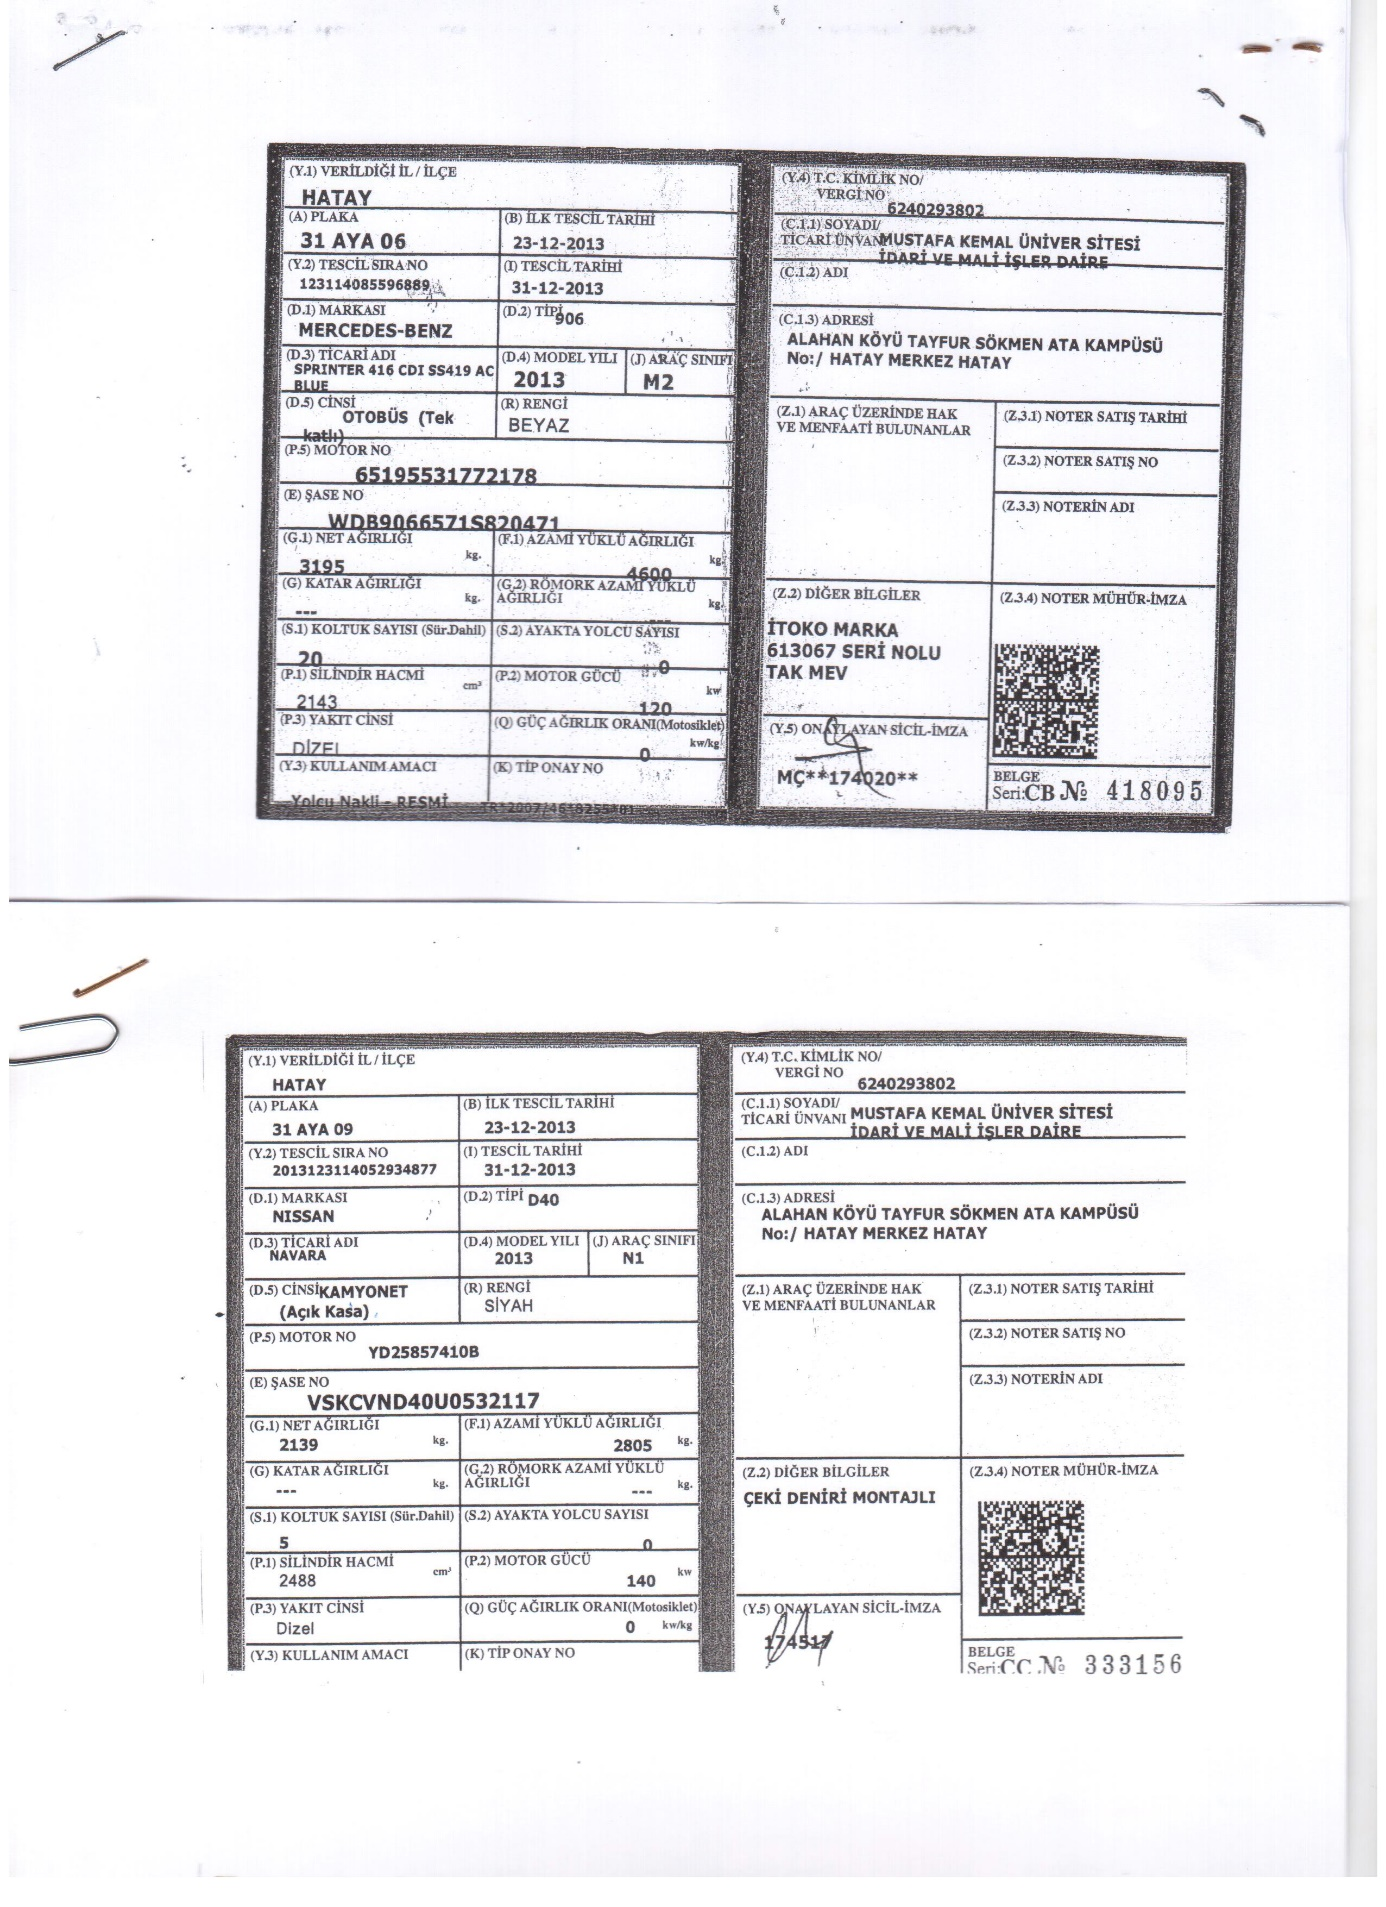 (Y.1) VERİLDİĞİ İL / İLÇE
HATAY
(A) PLAKA
31 AYA 06
(B) İLK TESCİL TARİHİ
23-12-2013
(Y.2) TESCİL SIRA NO
123114085596889
(I) TESCİL TARİHİ
31-12-2013
(D.1) MARKASI
MERCEDES-BENZ
(D.2) TİPİ
906
(D.3) TİCARİ ADI
SPRINTER 416 CDI SS419 AC
BLUE
(D.4) MODEL YILI
2013
(J) ARAÇ SINIFI
M2
(D.5) CİNSİ
OTOBÜS (Tek
katlı)
(R) RENGİ
BEYAZ
(P.5) MOTOR NO
65195531772178
(E) ŞASE NO
WDB9066571S820471
(G.1) NET AĞIRLIĞI
3195 kg.
(F.1) AZAMİ YÜKLÜ AĞIRLIĞI
4600 kg.
(G) KATAR AĞIRLIĞI
--- kg.
(G.2) RÖMORK AZAMİ YÜKLÜ
AĞIRLIĞI kg.
---
(S.1) KOLTUK SAYISI (Sür.Dahil)
20
(S.2) AYAKTA YOLCU SAYISI
0
(P.1) SİLİNDİR HACMİ
2143 cm³
(P.2) MOTOR GÜCÜ
120 kw
(P.3) YAKIT CİNSİ
DİZEL
(Q) GÜÇ AĞIRLIK ORANI(Motosiklet)
0 kw/kg
(Y.3) KULLANIM AMACI
Yolcu Nakli - RESMİ
(K) TİP ONAY NO
(Y.4) T.C. KİMLİK NO/
VERGİ NO
6240293802
(C.1.1) SOYADI/
TİCARİ ÜNVANI MUSTAFA KEMAL ÜNİVER SİTESİ
İDARİ VE MALİ İŞLER DAİRE
(C.1.2) ADI
(C.1.3) ADRESİ
ALAHAN KÖYÜ TAYFUR SÖKMEN ATA KAMPÜSÜ
No:/ HATAY MERKEZ HATAY
(Z.1) ARAÇ ÜZERİNDE HAK
VE MENFAATİ BULUNANLAR
(Z.3.1) NOTER SATIŞ TARİHİ
(Z.3.2) NOTER SATIŞ NO
(Z.3.3) NOTERİN ADI
(Z.2) DİĞER BİLGİLER
İTOKO MARKA
613067 SERİ NOLU
TAK MEV
(Z.3.4) NOTER MÜHÜR-İMZA
(Y.5) ONAYLAYAN SİCİL-İMZA
MÇ**174020**
BELGE
Seri:CB № 418095
(Y.1) VERİLDİĞİ İL / İLÇE
HATAY
(A) PLAKA
31 AYA 09
(B) İLK TESCİL TARİHİ
23-12-2013
(Y.2) TESCİL SIRA NO
2013123114052934877
(I) TESCİL TARİHİ
31-12-2013
(D.1) MARKASI
NISSAN
(D.2) TİPİ D40
(D.3) TİCARİ ADI
NAVARA
(D.4) MODEL YILI
2013
(J) ARAÇ SINIFI
N1
(D.5) CİNSİ KAMYONET
(Açık Kasa)
(R) RENGİ
SİYAH
(P.5) MOTOR NO
YD25857410B
(E) ŞASE NO
VSKCVND40U0532117
(G.1) NET AĞIRLIĞI
2139 kg.
(F.1) AZAMİ YÜKLÜ AĞIRLIĞI
2805 kg.
(G) KATAR AĞIRLIĞI
--- kg.
(G.2) RÖMORK AZAMİ YÜKLÜ
AĞIRLIĞI
--- kg.
(S.1) KOLTUK SAYISI (Sür.Dahil)
5
(S.2) AYAKTA YOLCU SAYISI
0
(P.1) SİLİNDİR HACMİ
2488 cm³
(P.2) MOTOR GÜCÜ
140 kw
(P.3) YAKIT CİNSİ
Dizel
(Q) GÜÇ AĞIRLIK ORANI(Motosiklet)
0 kw/kg
(Y.3) KULLANIM AMACI
(K) TİP ONAY NO
(Y.4) T.C. KİMLİK NO/
VERGİ NO
6240293802
(C.1.1) SOYADI/
TİCARİ ÜNVANI MUSTAFA KEMAL ÜNİVER SİTESİ
İDARİ VE MALİ İŞLER DAİRE
(C.1.2) ADI
(C.1.3) ADRESİ
ALAHAN KÖYÜ TAYFUR SÖKMEN ATA KAMPÜSÜ
No:/ HATAY MERKEZ HATAY
(Z.1) ARAÇ ÜZERİNDE HAK
VE MENFAATİ BULUNANLAR
(Z.3.1) NOTER SATIŞ TARİHİ
(Z.3.2) NOTER SATIŞ NO
(Z.3.3) NOTERİN ADI
(Z.2) DİĞER BİLGİLER
ÇEKİ DENİRİ MONTAJLI
(Z.3.4) NOTER MÜHÜR-İMZA
(Y.5) ONAYLAYAN SİCİL-İMZA
174517
BELGE
Seri:CC № 333156